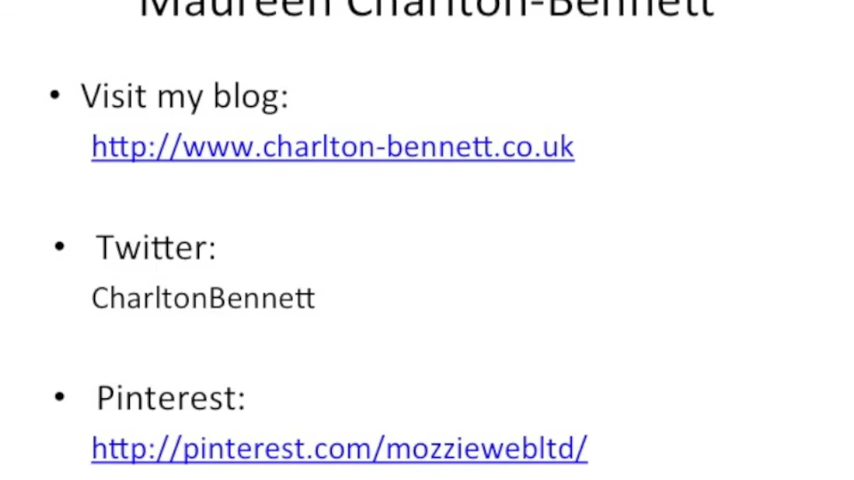 Maureen Charlton-Bennett
• Visit my blog:
http://www.charlton-bennett.co.uk
• Twitter:
CharltonBennett
• Pinterest:
http://pinterest.com/mozziewebltd/